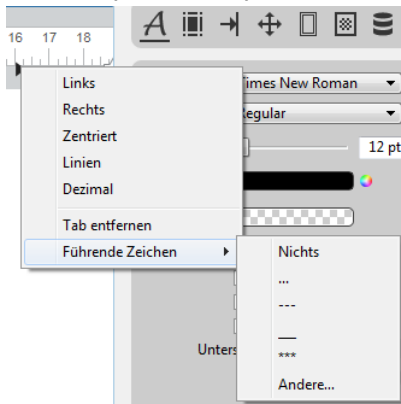 16 17 18
Links
Rechts
Zentriert
Linien
Dezimal
Tab entfernen
Führende Zeichen
Times New Roman
Regular
12 pt
Nichts
...
---
__
***
Andere...
Unters